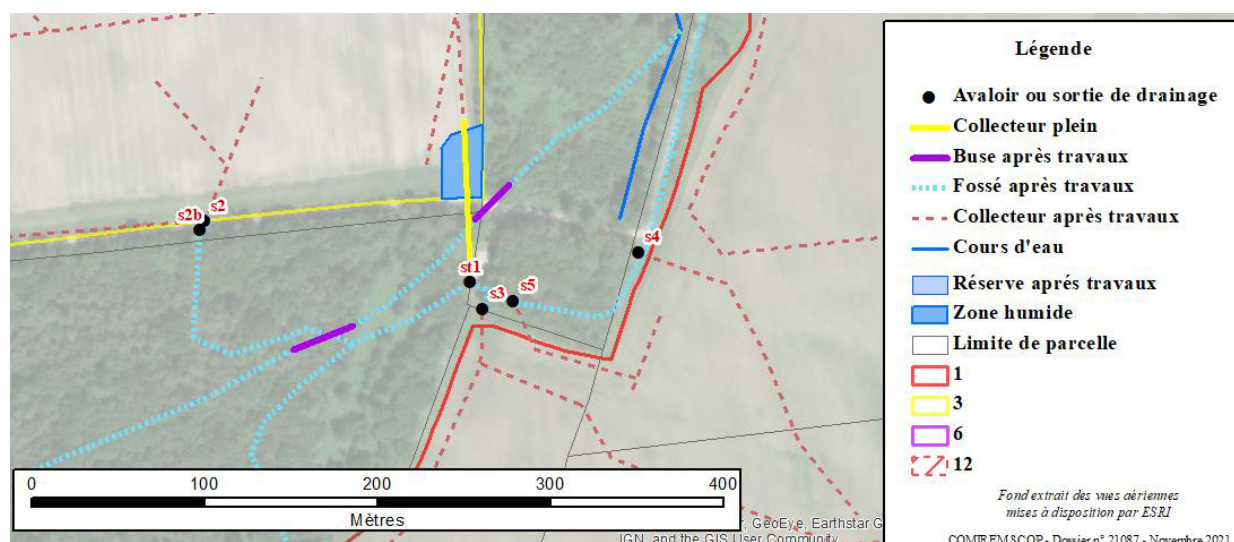 s2b s2
st1
s3 s5
s4
0 100 200 300 400
Mètres
GeoEye, Earthstar G
IGN, and the GIS User Community
Légende
Avaloir ou sortie de drainage
Collecteur plein
Buse après travaux
Fossé après travaux
Collecteur après travaux
Cours d'eau
Réserve aprés travaux
Zone humide
Limite de parcelle
1
3
6
12
Fond extrait des vues aériennes
mises à disposition par ESRI
COMIREM SCOP - Dossier n° 21087 - Novembre 2021